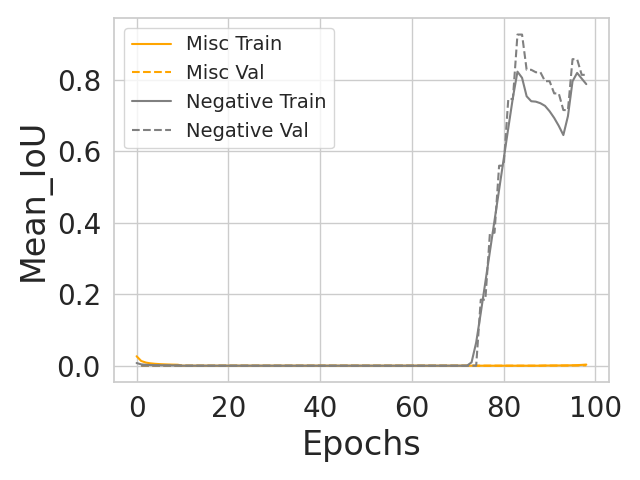 Misc Train
Misc Val
Negative Train
Negative Val
Mean_IoU
0.8
0.6
0.4
0.2
0.0
0 20 40 60 80 100
Epochs